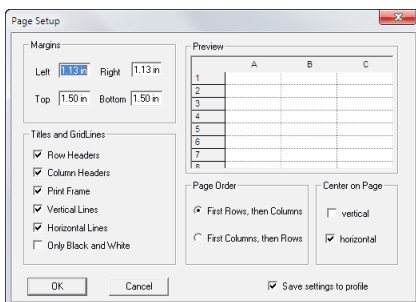 Page Setup
Margins
Left 1.13 in Right 1.13 in
Top 1.50 in Bottom 1.50 in
Titles and GridLines
Row Headers
Column Headers
Print Frame
Vertical Lines
Horizontal Lines
Only Black and White
Preview
A B C
1
2
3
4
5
6
7
8
Page Order
First Rows, then Columns
First Columns, then Rows
Center on Page
vertical
horizontal
OK Cancel
Save settings to profile